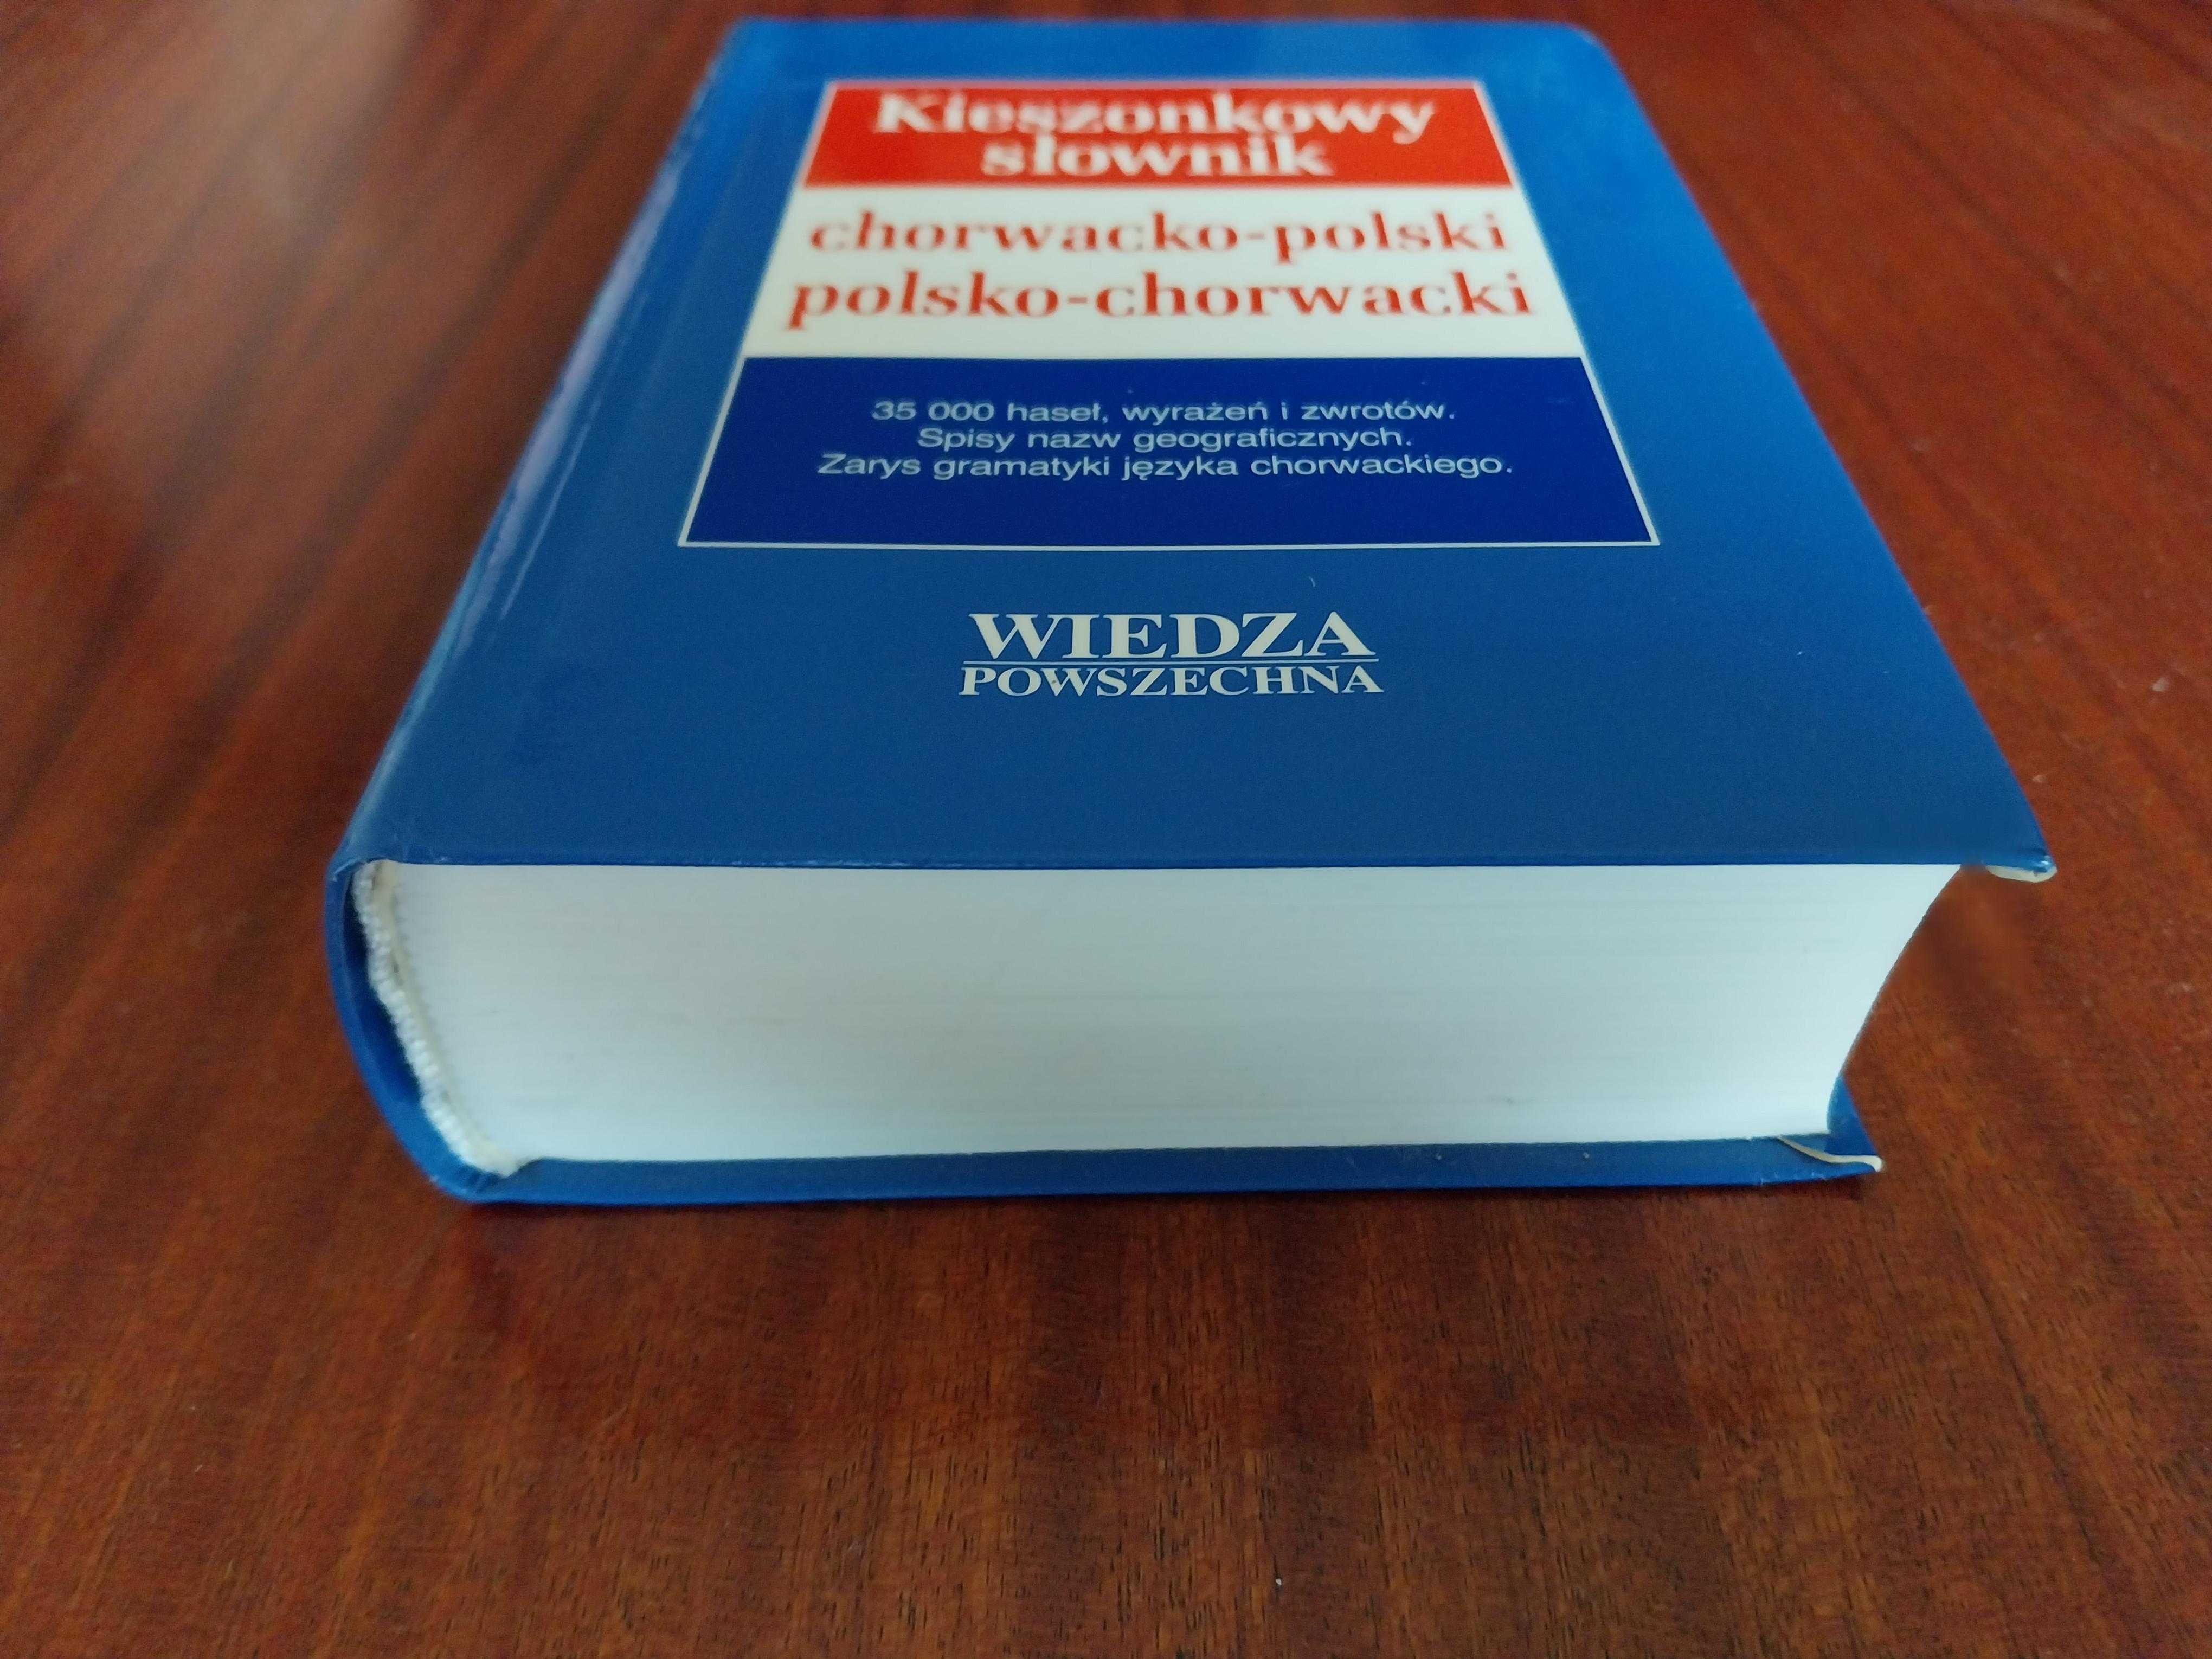 Kieszonkowy
słownik
chorwacko-polski
polsko-chorwacki
35 000 haseł, wyrażeń i zwrotów.
Spisy nazw geograficznych.
Zarys gramatyki języka chorwackiego.
WIEDZA
POWSZECHNA